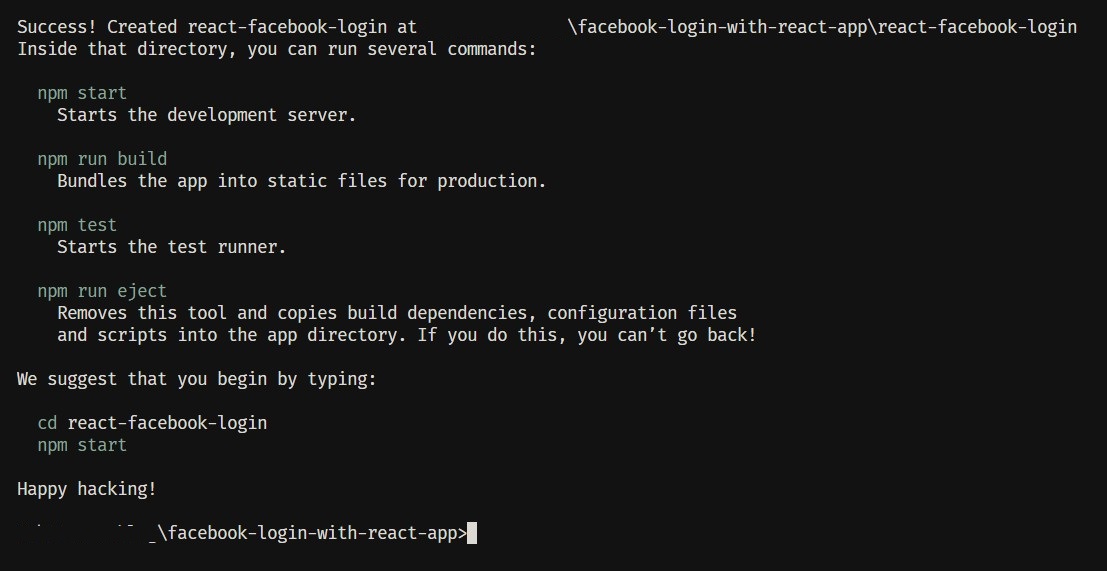 Success! Created react-facebook-login at \facebook-login-with-react-app\react-facebook-login
Inside that directory, you can run several commands:
npm start
Starts the development server.
npm run build
Bundles the app into static files for production.
npm test
Starts the test runner.
npm run eject
Removes this tool and copies build dependencies, configuration files
and scripts into the app directory. If you do this, you can’t go back!
We suggest that you begin by typing:
cd react-facebook-login
npm start
Happy hacking!
\facebook-login-with-react-app>